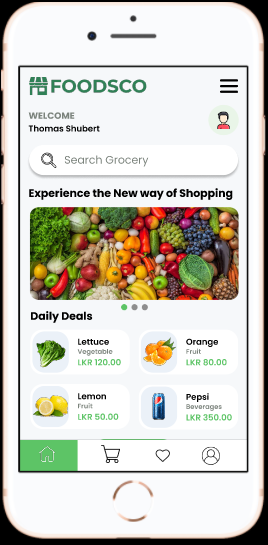 FOODSCO
WELCOME
Thomas Shubert
Search Grocery
Experience the New way of Shopping
Daily Deals
Lettuce
Vegetable
LKR 120.00
Orange
Fruit
LKR 80.00
Lemon
Fruit
LKR 50.00
Pepsi
Beverages
LKR 350.00